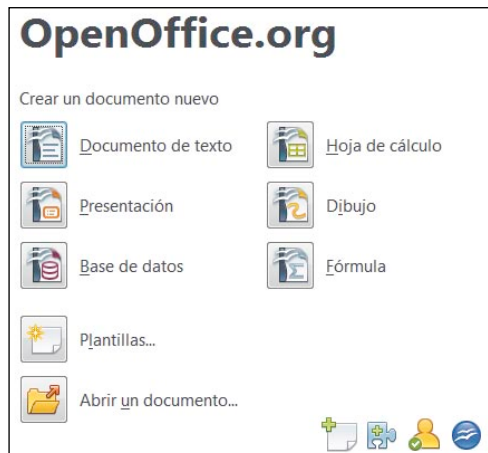 OpenOffice.org
Crear un documento nuevo
Documento de texto
Hoja de cálculo
Presentación
Dibujo
Base de datos
Fórmula
Plantillas...
Abrir un documento...